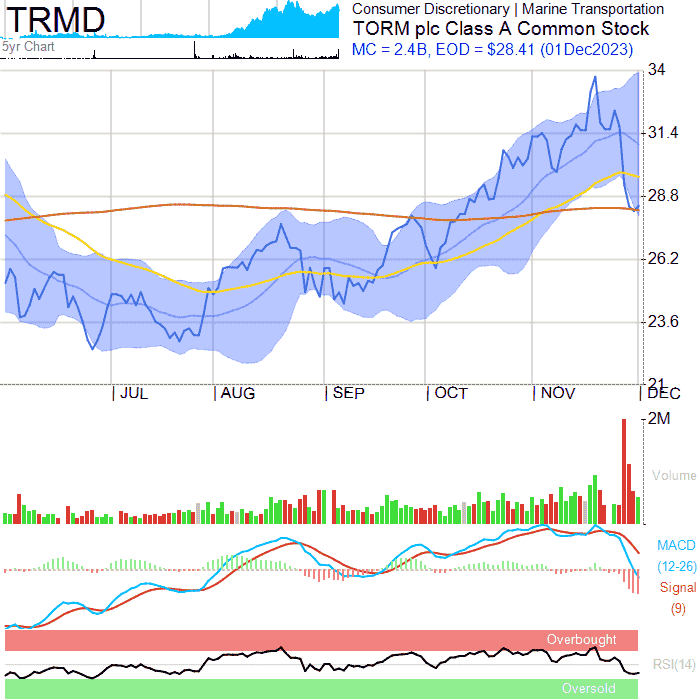 TRMD
Consumer Discretionary | Marine Transportation
TORM plc Class A Common Stock
MC = 2.4B, EOD = $28.41 (01Dec2023)
5yr Chart
34
31.4
28.8
26.2
23.6
21
JUL AUG SEP OCT NOV DEC
2M
Volume
MACD
(12-26)
Signal
(9)
Overbought
RSI(14)
Oversold